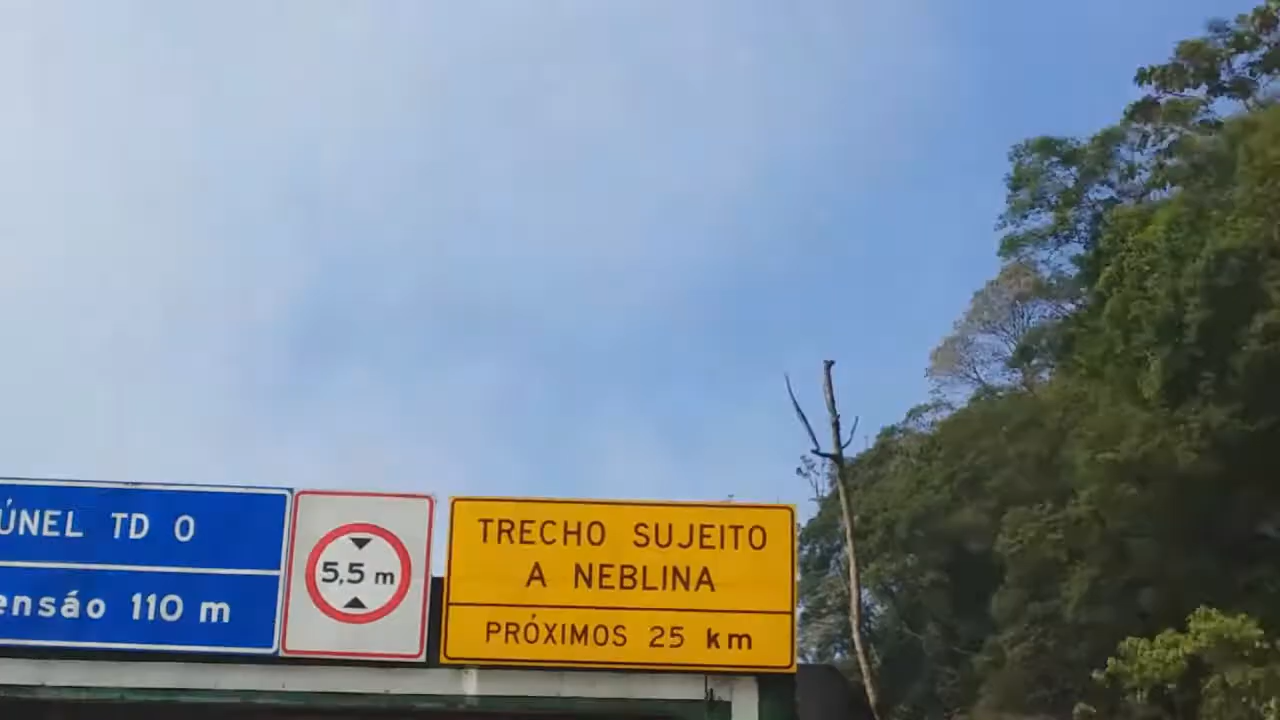 ÚNEL TD 0
ensão 110 m
5,5 m
TRECHO SUJEITO
A NEBLINA
PRÓXIMOS 25 km